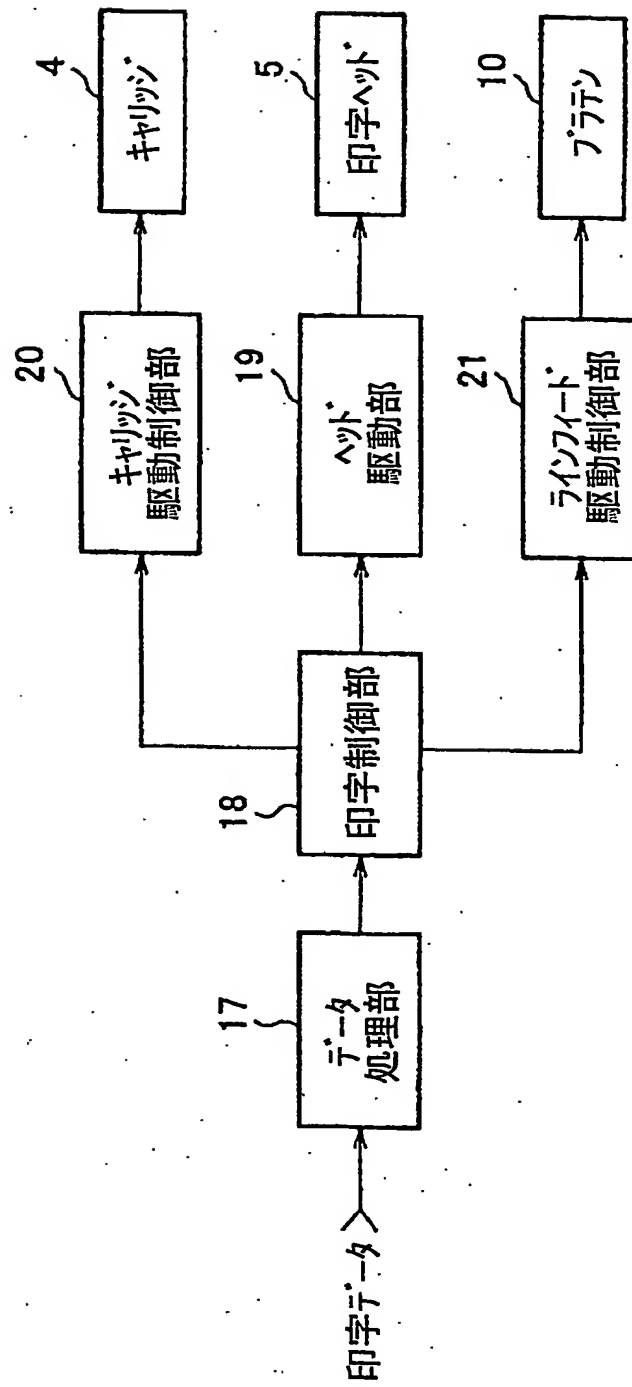 印字データ
17
データ
処理部
18
印字制御部
20
キャリッジ
駆動制御部
4
キャリッジ
19
ヘッド
駆動部
5
印字ヘッド
21
ラインフィード
駆動制御部
10
プラテン